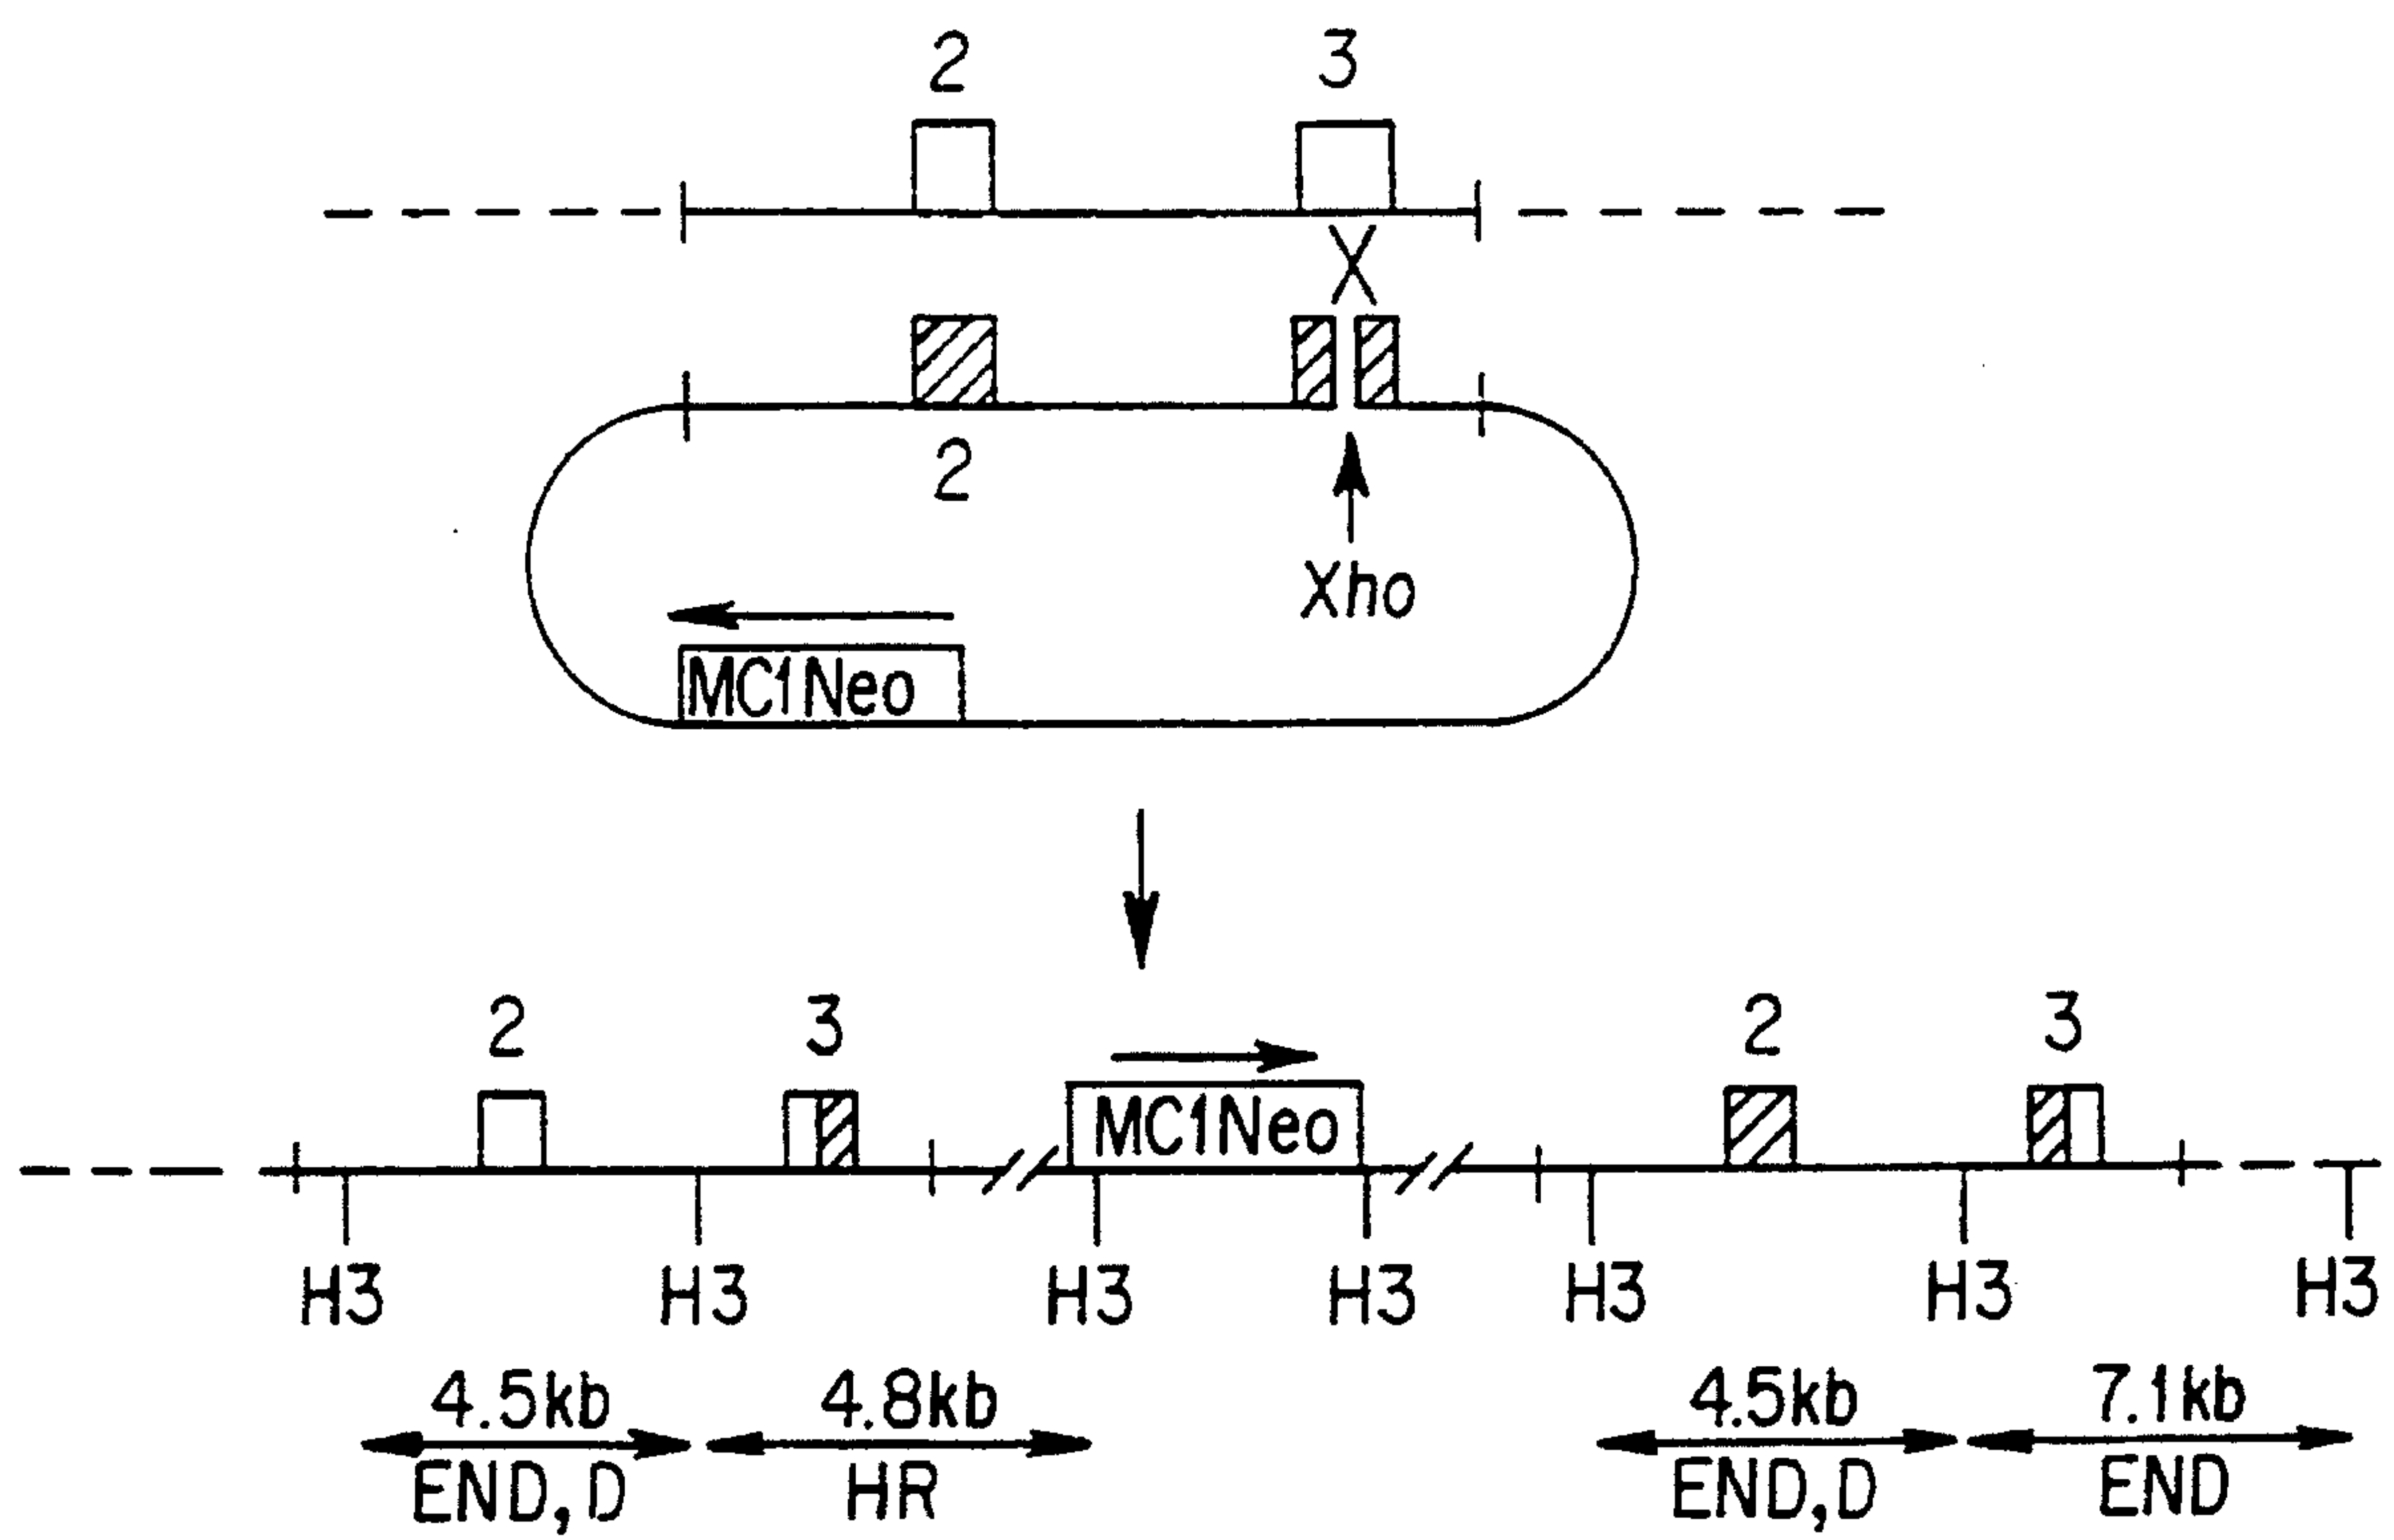 2 3
X
2
Xho
MC1Neo
2 3 2 3
MC1Neo
H3 H3 H3 H3 H3 H3 H3
4.5kb 4.8kb 4.5kb 7.1kb
END,D HR END,D END